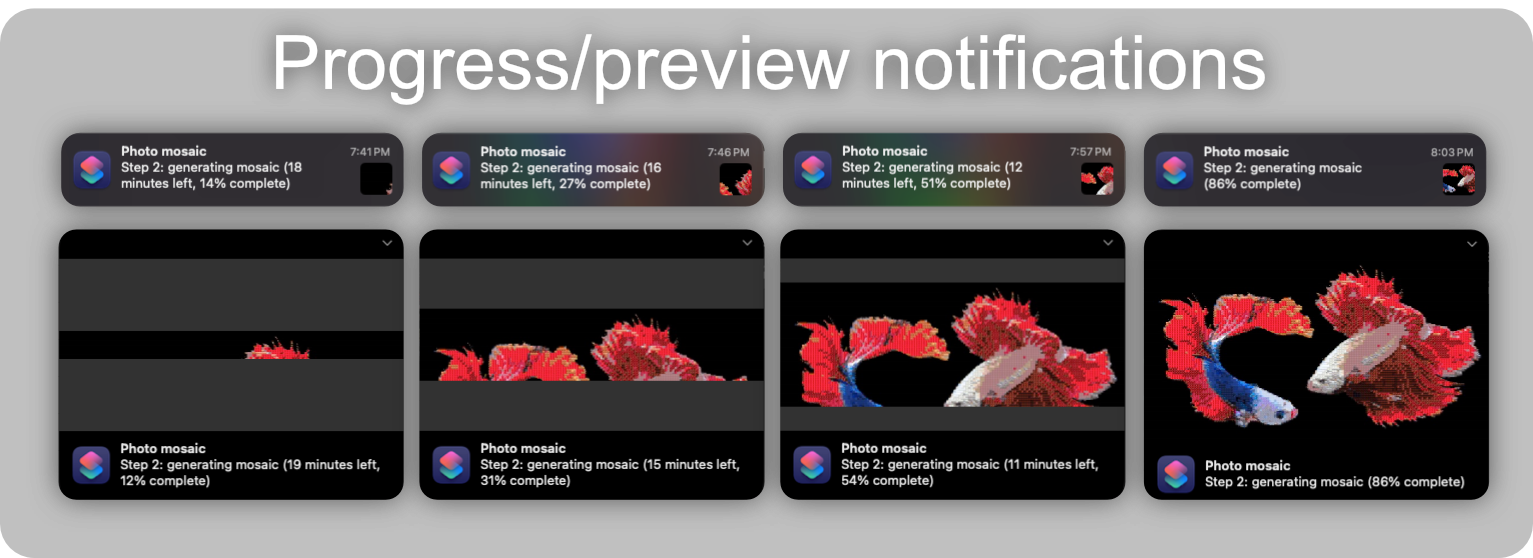 Progress/preview notifications
Photo mosaic
7:41 PM
Step 2: generating mosaic (18
minutes left, 14% complete)
Photo mosaic
7:46 PM
Step 2: generating mosaic (16
minutes left, 27% complete)
Photo mosaic
7:57 PM
Step 2: generating mosaic (12
minutes left, 51% complete)
Photo mosaic
8:03 PM
Step 2: generating mosaic
(86% complete)
Photo mosaic
Step 2: generating mosaic (19 minutes left,
12% complete)
Photo mosaic
Step 2: generating mosaic (15 minutes left,
31% complete)
Photo mosaic
Step 2: generating mosaic (11 minutes left,
54% complete)
Photo mosaic
Step 2: generating mosaic (86% complete)